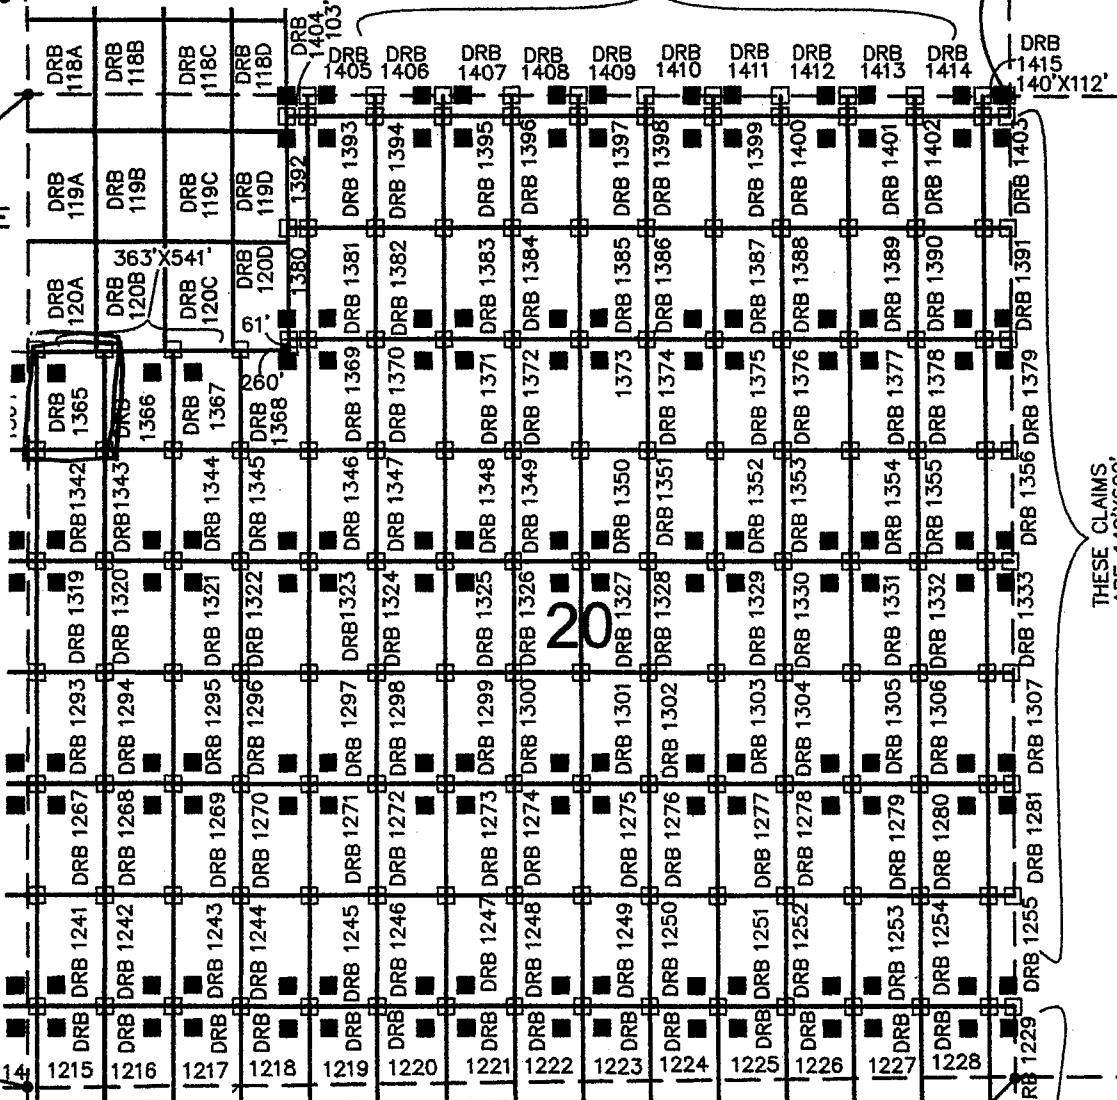 DRB 118A
DRB 118B
DRB 118C
DRB 118D
DRB 1404
103'
DRB 1405
DRB 1406
DRB 1407
DRB 1408
DRB 1409
DRB 1410
DRB 1411
DRB 1412
DRB 1413
DRB 1414
DRB 1415
140'X112'
DRB 119A
DRB 119B
DRB 119C
DRB 119D
1392
DRB 1393
DRB 1394
DRB 1395
DRB 1396
DRB 1397
DRB 1398
DRB 1399
DRB 1400
DRB 1401
DRB 1402
DRB 1403
363'X541'
DRB 120A
DRB 120B
DRB 120C
DRB 120D
1380
DRB 1381
DRB 1382
DRB 1383
DRB 1384
DRB 1385
DRB 1386
DRB 1387
DRB 1388
DRB 1389
DRB 1390
DRB 1391
61'
260'
DRB 1365
DRB 1366
DRB 1367
DRB 1368
DRB 1369
DRB 1370
DRB 1371
DRB 1372
1373
DRB 1374
DRB 1375
DRB 1376
DRB 1377
DRB 1378
DRB 1379
DRB1342
DRB1343
DRB 1344
DRB 1345
DRB 1346
DRB 1347
DRB 1348
DRB 1349
DRB 1350
DRB 1351
DRB 1352
DRB 1353
DRB 1354
DRB 1355
DRB 1356
THESE CLAIMS
DRB 1319
DRB 1320
DRB 1321
DRB 1322
DRB1323
DRB 1324
DRB 1325
DRB 1326
DRB 1327
DRB 1328
DRB 1329
DRB 1330
DRB 1331
DRB 1332
DRB 1333
20
DRB 1293
DRB 1294
DRB 1295
DRB 1296
DRB 1297
DRB 1298
DRB 1299
DRB 1300
DRB 1301
DRB 1302
DRB 1303
DRB 1304
DRB 1305
DRB 1306
DRB 1307
DRB 1267
DRB 1268
DRB 1269
DRB 1270
DRB 1271
DRB 1272
DRB 1273
DRB 1274
DRB 1275
DRB 1276
DRB 1277
DRB 1278
DRB 1279
DRB 1280
DRB 1281
DRB 1241
DRB 1242
DRB 1243
DRB 1244
DRB 1245
DRB 1246
DRB 1247
DRB 1248
DRB 1249
DRB 1250
DRB 1251
DRB 1252
DRB 1253
DRB 1254
DRB 1255
14
DRB 1215
DRB 1216
DRB 1217
DRB 1218
DRB 1219
DRB 1220
DRB 1221
DRB 1222
DRB 1223
DRB 1224
DRB 1225
DRB 1226
DRB 1227
DRB 1228
RB 1229
RB